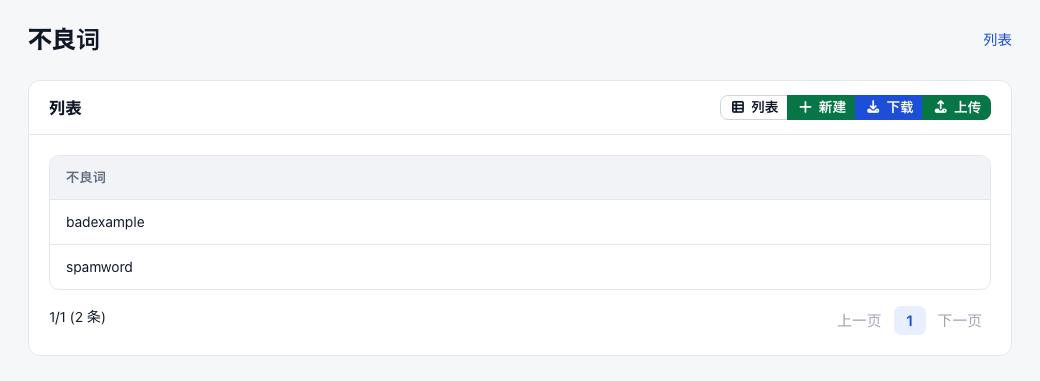 不良词
列表
列表
列表 新建 下载 上传
不良词
badexample
spamword
1/1 (2 条)
上一页 1 下一页